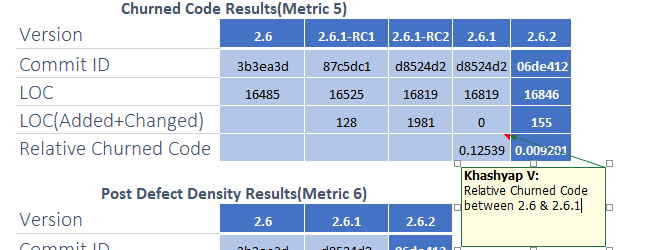 Churned Code Results(Metric 5)
Version 2.6 2.6.1-RC1 2.6.1-RC2 2.6.1 2.6.2
Commit ID 3b3ea3d 87c5dc1 d8524d2 d8524d2 06de412
LOC 16485 16525 16819 16819 16846
LOC(Added+Changed) 128 1981 0 155
Relative Churned Code 0.12539 0.009201
Khashyap V:
Relative Churned Code
between 2.6 & 2.6.1
Post Defect Density Results(Metric 6)
Version 2.6 2.6.1 2.6.2
Commit ID 3b3ea3d d8524d2 06de412